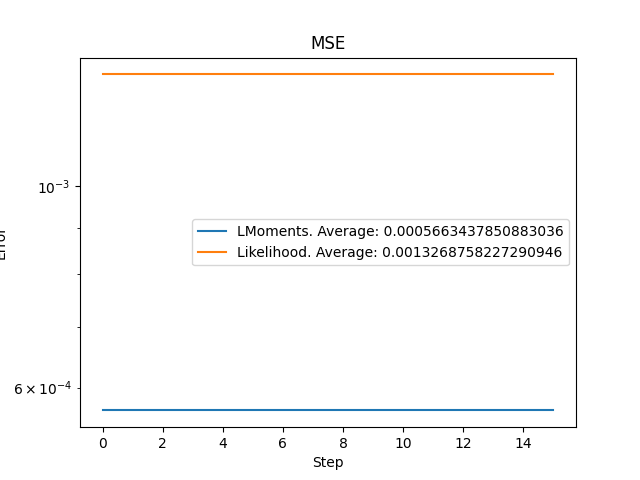 MSE
10⁻³
Error
LMoments. Average: 0.0005663437850883036
Likelihood. Average: 0.0013268758227290946
6 × 10⁻⁴
0 2 4 6 8 10 12 14
Step